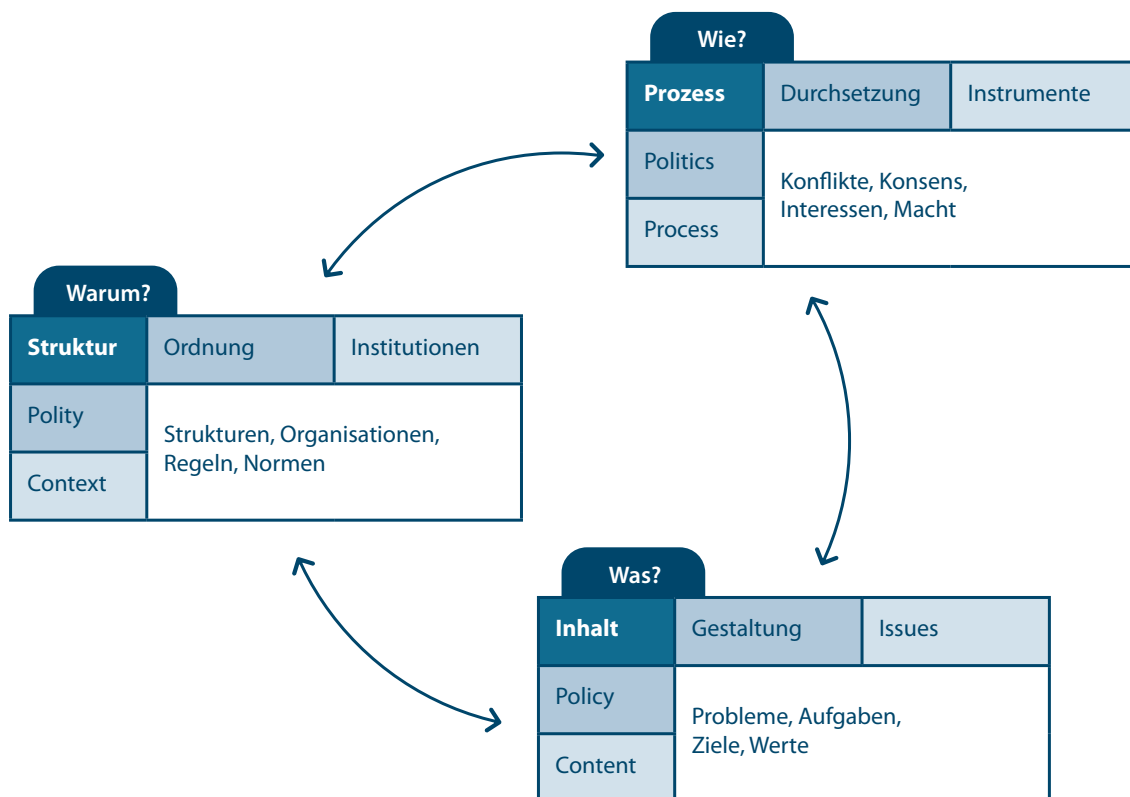 Wie?
Prozess Durchsetzung Instrumente
Politics
Process
Konflikte, Konsens,
Interessen, Macht
Warum?
Struktur Ordnung Institutionen
Polity
Context
Strukturen, Organisationen,
Regeln, Normen
Was?
Inhalt Gestaltung Issues
Policy
Content
Probleme, Aufgaben,
Ziele, Werte